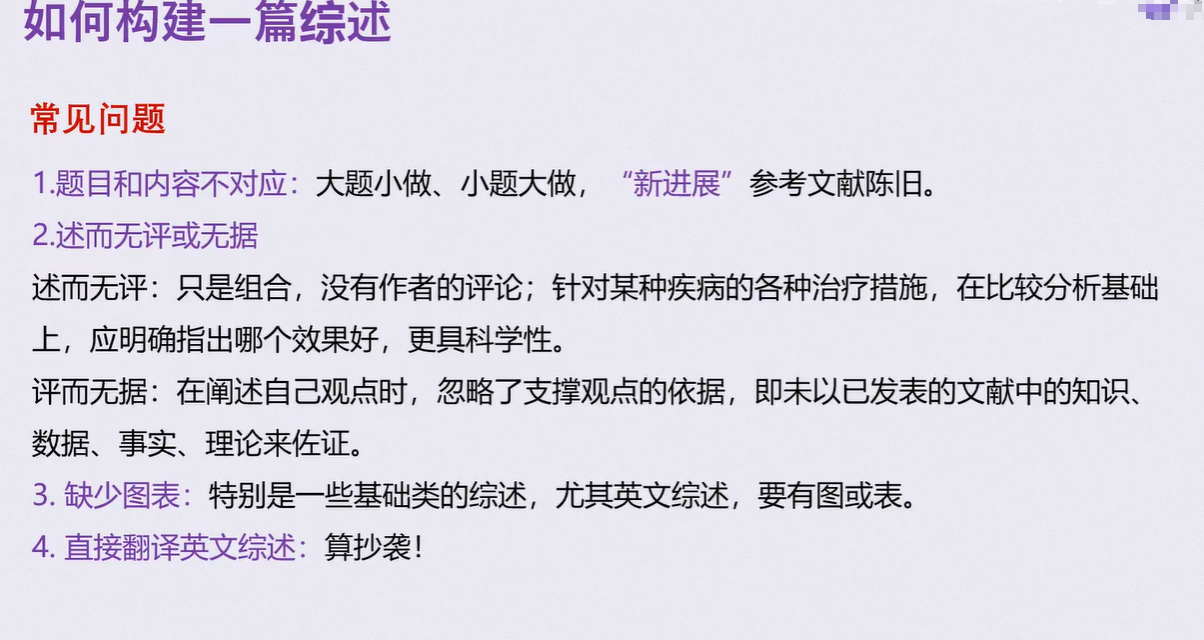 如何构建一篇综述
常见问题
1.题目和内容不对应：大题小做、小题大做，“新进展”参考文献陈旧。
2.述而无评或无据
述而无评：只是组合，没有作者的评论；针对某种疾病的各种治疗措施，在比较分析基础
上，应明确指出哪个效果好，更具科学性。
评而无据：在阐述自己观点时，忽略了支撑观点的依据，即未以已发表的文献中的知识、
数据、事实、理论来佐证。
3. 缺少图表：特别是一些基础类的综述，尤其英文综述，要有图或表。
4. 直接翻译英文综述：算抄袭！